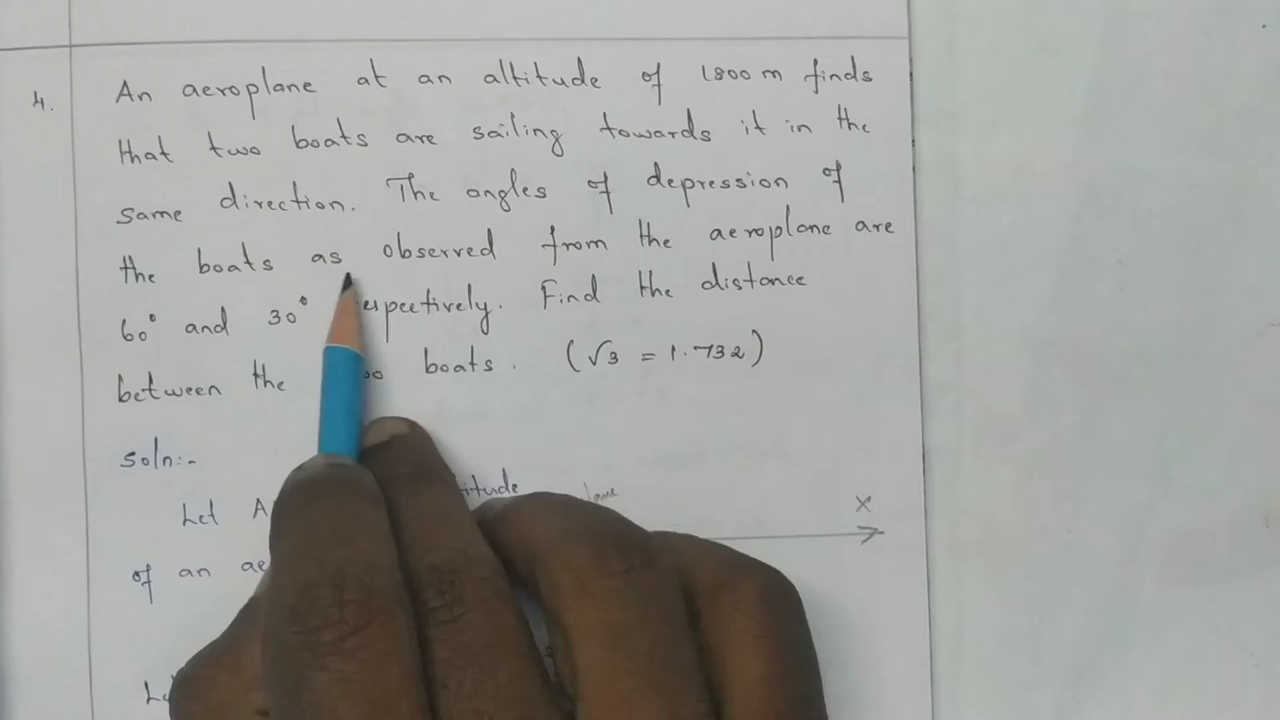 4. An aeroplane at an altitude of 1800 m finds
that two boats are sailing towards it in the
same direction. The angles of depression of
the boats as observed from the aeroplane are
60° and 30° Find the distance
between the boats. (√3 = 1.732)
Soln:-
Let
X
of an